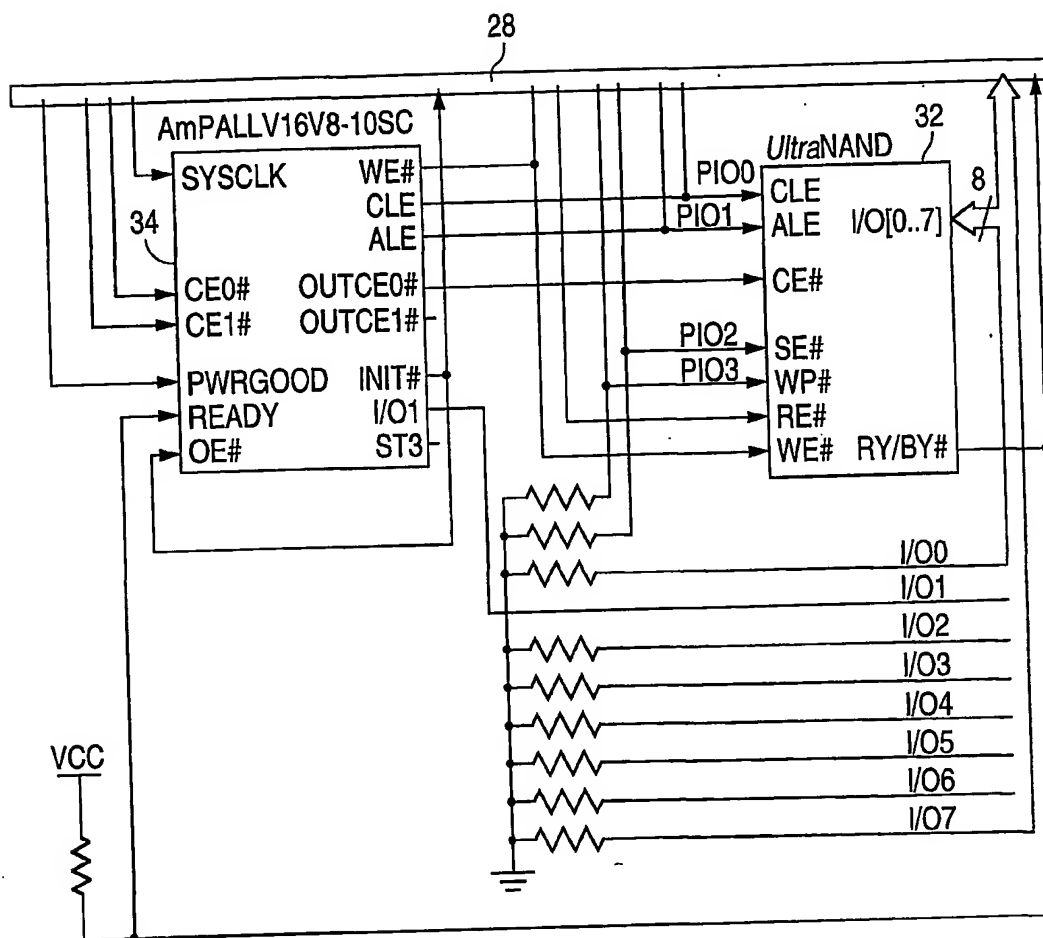 28
AmPALLV16V8-10SC
SYSCLK
WE#
CLE
ALE
34
CE0#
OUTCE0#
CE1#
OUTCE1#
PWRGOOD
INIT#
READY
I/O1
OE#
ST3
UltraNAND
32
PIO0
CLE
8
PIO1
ALE
I/O[0..7]
CE#
PIO2
SE#
PIO3
WP#
RE#
WE#
RY/BY#
I/O0
I/O1
I/O2
I/O3
I/O4
I/O5
I/O6
I/O7
VCC